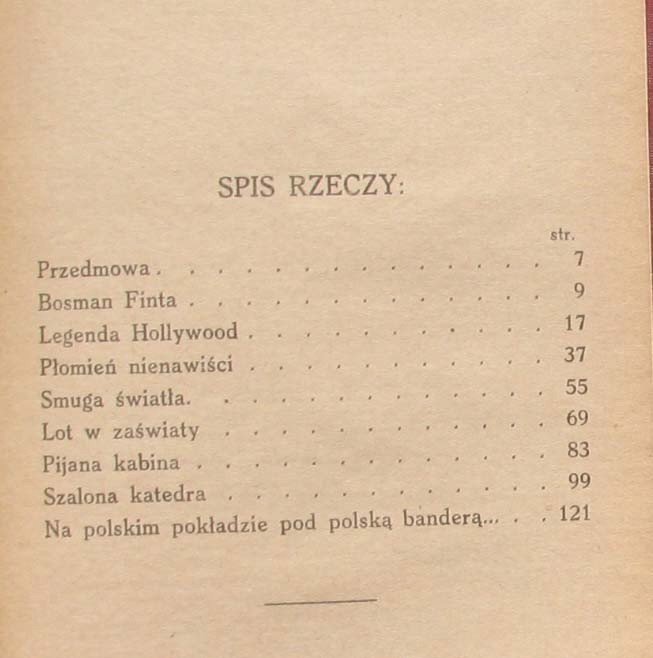 SPIS RZECZY:
str.
Przedmowa . . . . . . . . . . . . . . 7
Bosman Finta . . . . . . . . . . . . . 9
Legenda Hollywood . . . . . . . . . . . 17
Płomień nienawiści . . . . . . . . . . . 37
Smuga światła. . . . . . . . . . . . 55
Lot w zaświaty . . . . . . . . . . . . 69
Pijana kabina . . . . . . . . . . . . . 83
Szalona katedra . . . . . . . . . . . . 99
Na polskim pokładzie pod polską banderą... . . 121